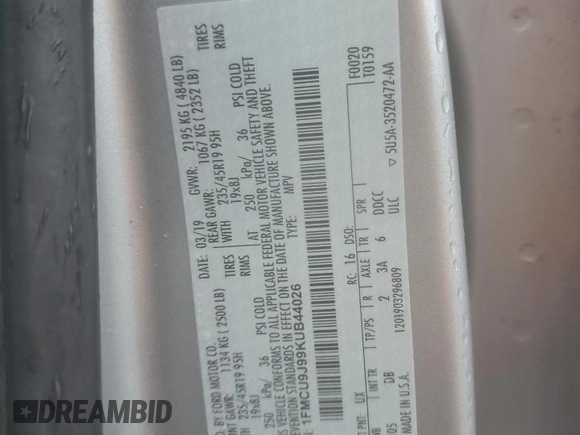 D. BY FORD MOTOR CO.
DATE: 03/19 GVWR: 2195 KG ( 4840 LB)
ONT GAWR: 1134 KG ( 2500 LB) REAR GAWR: 1067 KG ( 2352 LB)
235/45R19 95H TIRES WITH 235/45R19 95H TIRES
19x8J RIMS 19x8J RIMS
250 kPa/ 36 PSI COLD AT 250 kPa/ 36 PSI COLD
VEHICLE CONFORMS TO ALL APPLICABLE FEDERAL MOTOR VEHICLE SAFETY AND THEFT
VENTION STANDARDS IN EFFECT ON THE DATE OF MANUFACTURE SHOWN ABOVE.
1FMCU9J99KUB44026 TYPE: MPV
T PNT: UX RC: 16 DSO: F0020
T0159
INT TR TP/PS R AXLE TR SPR
05 DB 2 3A 6 DDCC
ULC
MADE IN U.S.A. 1201903296809 ▽ 5U5A-3520472-AA
DREAMBID